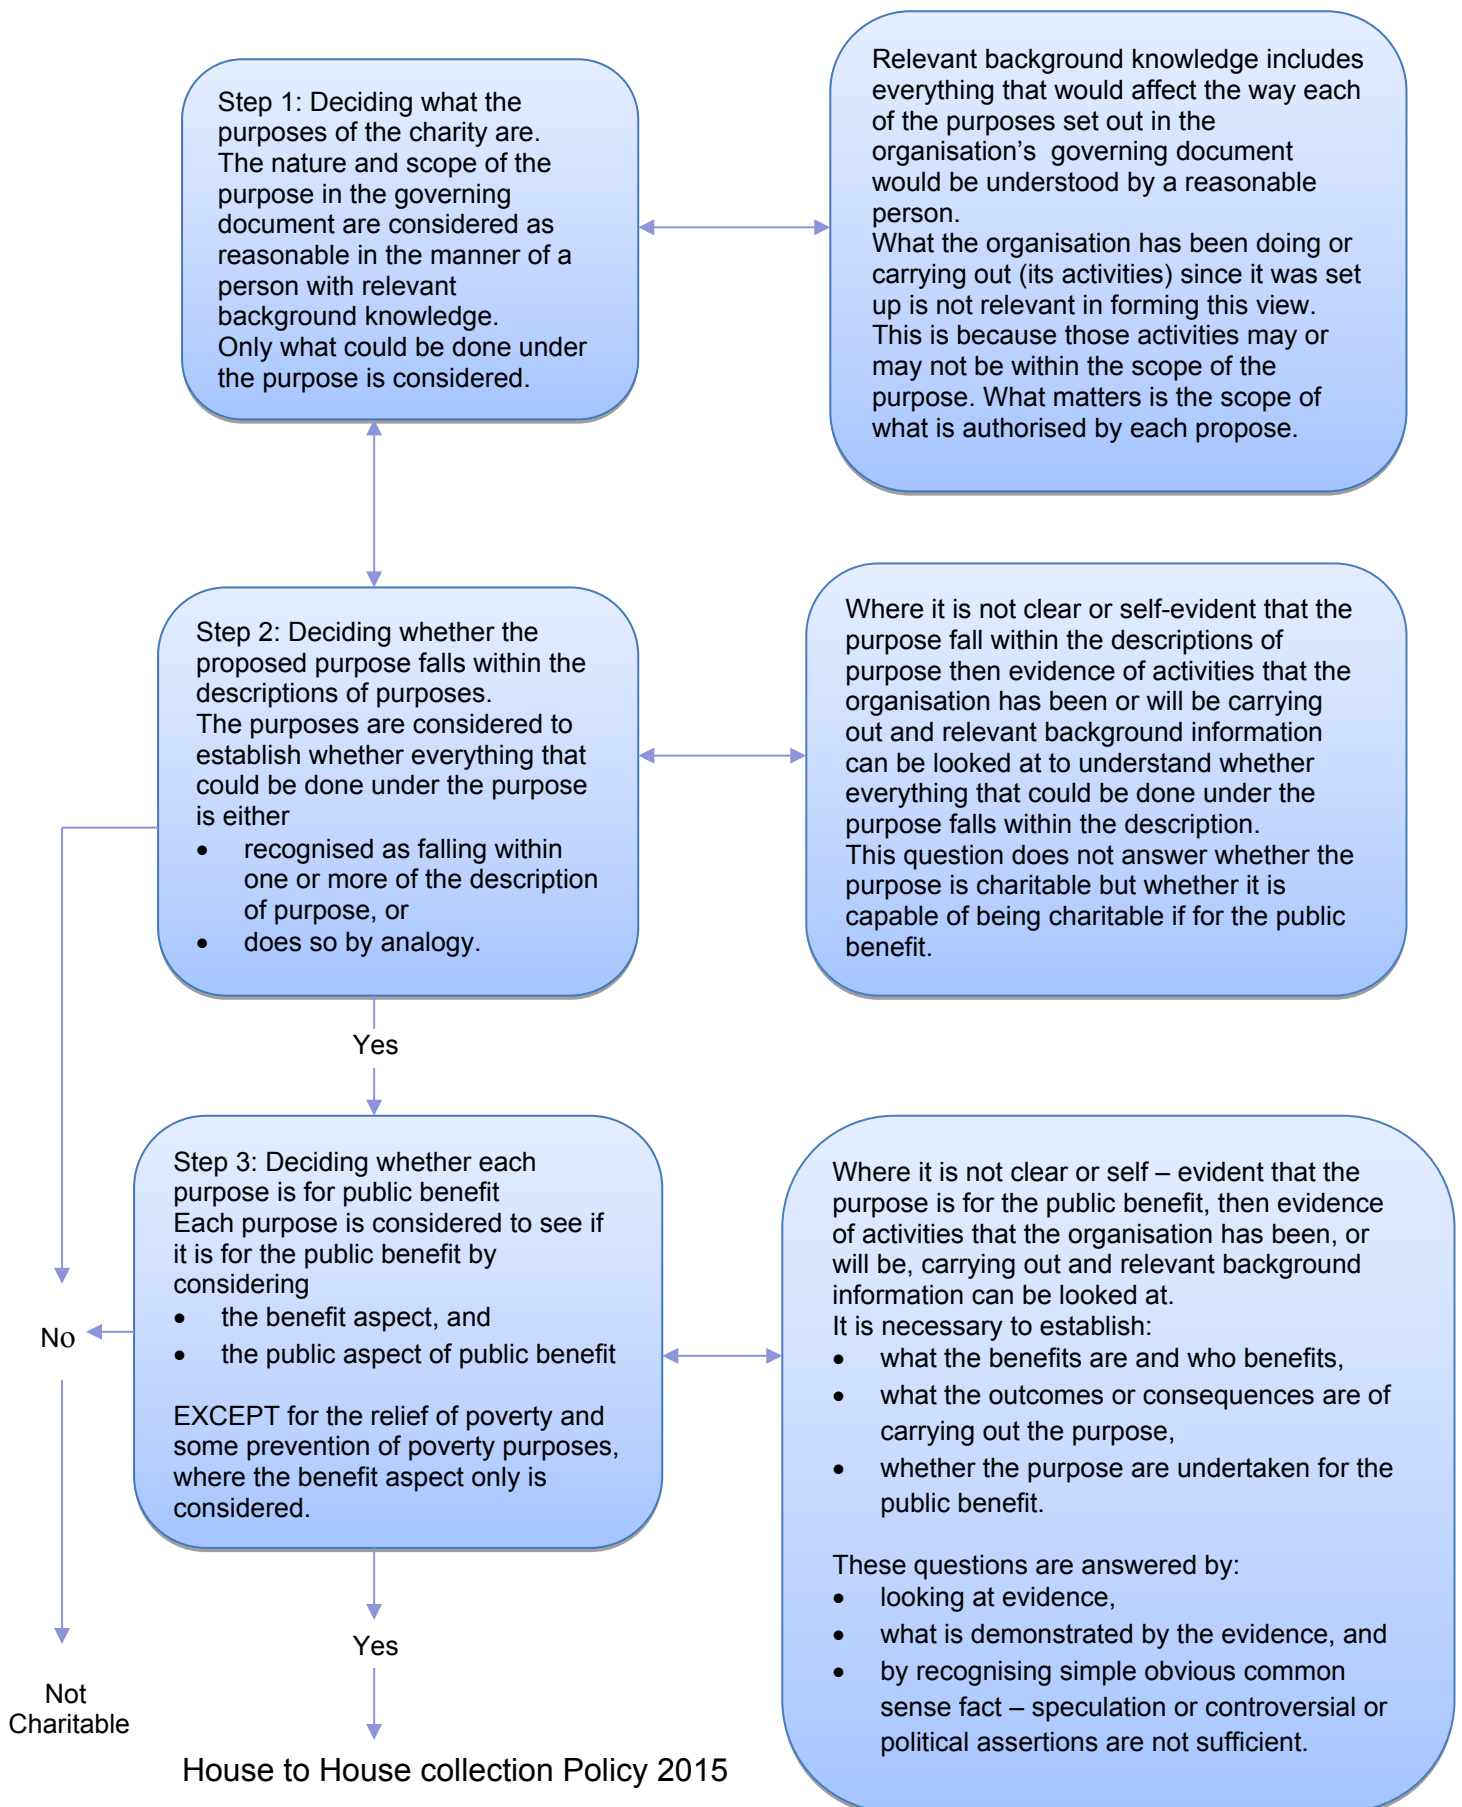 Step 1: Deciding what the
purposes of the charity are.
The nature and scope of the
purpose in the governing
document are considered as
reasonable in the manner of a
person with relevant
background knowledge.
Only what could be done under
the purpose is considered.
Relevant background knowledge includes
everything that would affect the way each
of the purposes set out in the
organisation’s  governing document
would be understood by a reasonable
person.
What the organisation has been doing or
carrying out (its activities) since it was set
up is not relevant in forming this view.
This is because those activities may or
may not be within the scope of the
purpose. What matters is the scope of
what is authorised by each propose.
Step 2: Deciding whether the
proposed purpose falls within the
descriptions of purposes.
The purposes are considered to
establish whether everything that
could be done under the purpose
is either
• recognised as falling within
one or more of the description
of purpose, or
• does so by analogy.
Where it is not clear or self-evident that the
purpose fall within the descriptions of
purpose then evidence of activities that the
organisation has been or will be carrying
out and relevant background information
can be looked at to understand whether
everything that could be done under the
purpose falls within the description.
This question does not answer whether the
purpose is charitable but whether it is
capable of being charitable if for the public
benefit.
Yes
Step 3: Deciding whether each
purpose is for public benefit
Each purpose is considered to see if
it is for the public benefit by
considering
• the benefit aspect, and
• the public aspect of public benefit
EXCEPT for the relief of poverty and
some prevention of poverty purposes,
where the benefit aspect only is
considered.
Where it is not clear or self – evident that the
purpose is for the public benefit, then evidence
of activities that the organisation has been, or
will be, carrying out and relevant background
information can be looked at.
It is necessary to establish:
• what the benefits are and who benefits,
• what the outcomes or consequences are of
carrying out the purpose,
• whether the purpose are undertaken for the
public benefit.
These questions are answered by:
• looking at evidence,
• what is demonstrated by the evidence, and
• by recognising simple obvious common
sense fact – speculation or controversial or
political assertions are not sufficient.
No
Yes
Not
Charitable
House to House collection Policy 2015